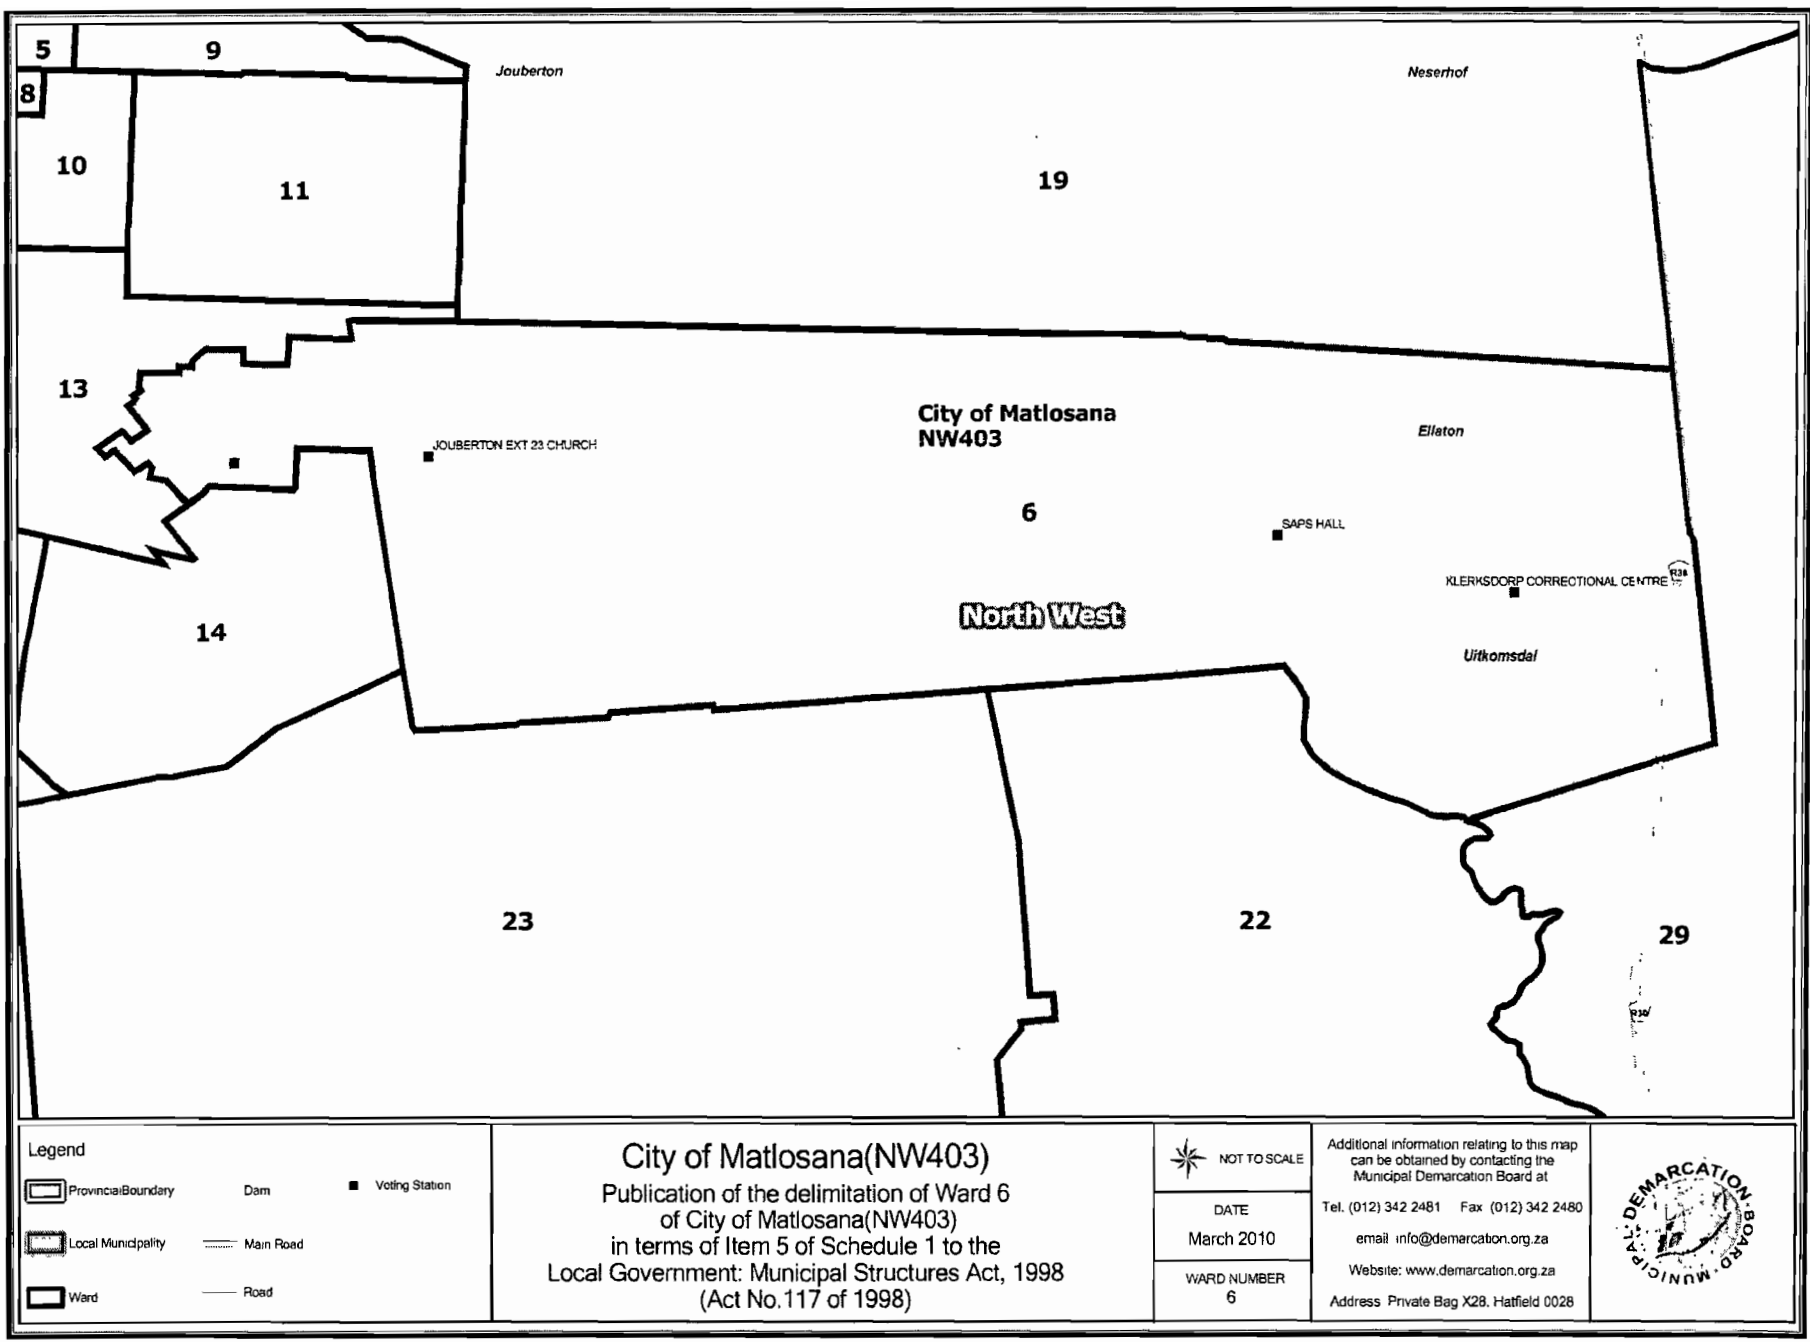 5
9
Jouberton
Neserhof
8
10
11
19
13
City of Matlosana
NW403
Ellaton
JOUBERTON EXT 23 CHURCH
6
SAPS HALL
KLERKSDORP CORRECTIONAL CENTRE
North West
14
Uitkomsdal
23
22
29
R30
Legend
Provincial Boundary
Dam
Voting Station
Local Municipality
Main Road
Ward
Road
City of Matlosana(NW403)
Publication of the delimitation of Ward 6
of City of Matlosana(NW403)
in terms of Item 5 of Schedule 1 to the
Local Government: Municipal Structures Act, 1998
(Act No.117 of 1998)
NOT TO SCALE
DATE
March 2010
WARD NUMBER
6
Additional information relating to this map
can be obtained by contacting the
Municipal Demarcation Board at
Tel. (012) 342 2481 Fax (012) 342 2480
email info@demarcation.org.za
Website: www.demarcation.org.za
Address Private Bag X28, Hatfield 0028
MUNICIPAL·DEMARCATION·BOARD·